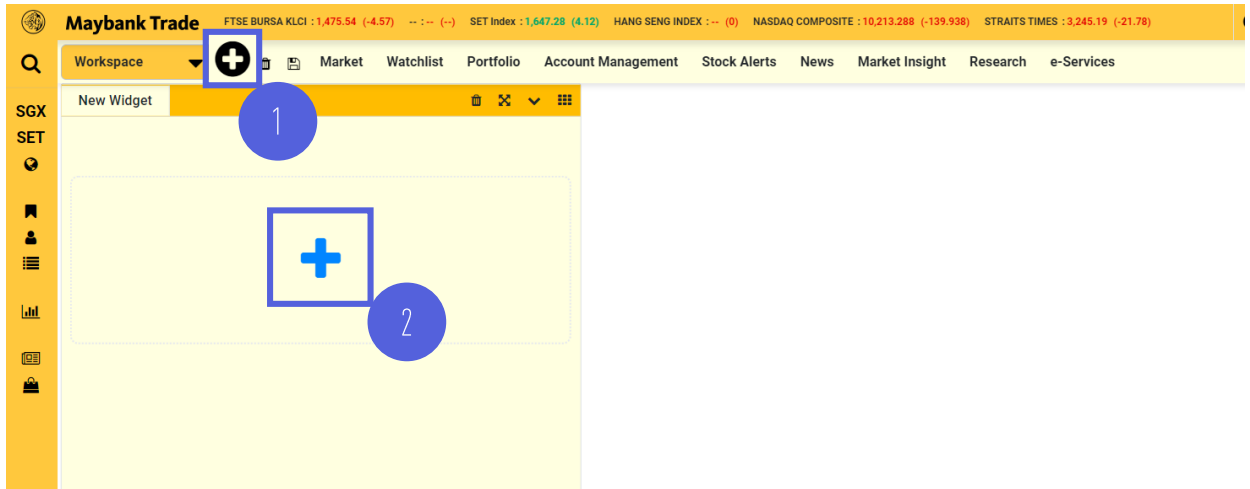 Maybank Trade FTSE BURSA KLCI : 1,475.54 (-4.57) -- : -- (--) SET Index : 1,647.28 (4.12) HANG SENG INDEX : -- (0) NASDAQ COMPOSITE : 10,213.288 (-139.938) STRAITS TIMES : 3,245.19 (-21.78)
Workspace Market Watchlist Portfolio Account Management Stock Alerts News Market Insight Research e-Services
New Widget
SGX
SET
1
2